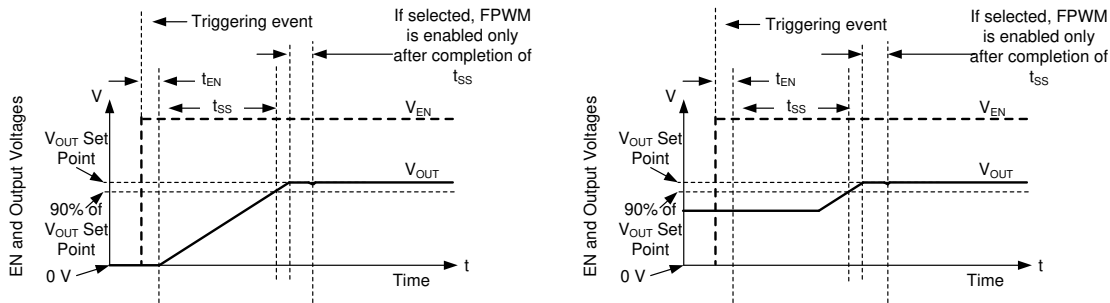 Triggering event
If selected, FPWM
is enabled only
after completion of
tSS
tEN
tSS
V
VEN
VOUT Set
Point
VOUT
90% of
VOUT Set
Point
0 V
EN and Output Voltages
Time
t
Triggering event
If selected, FPWM
is enabled only
after completion of
tSS
tEN
tSS
V
VEN
VOUT Set
Point
VOUT
90% of
VOUT Set
Point
0 V
EN and Output Voltages
Time
t